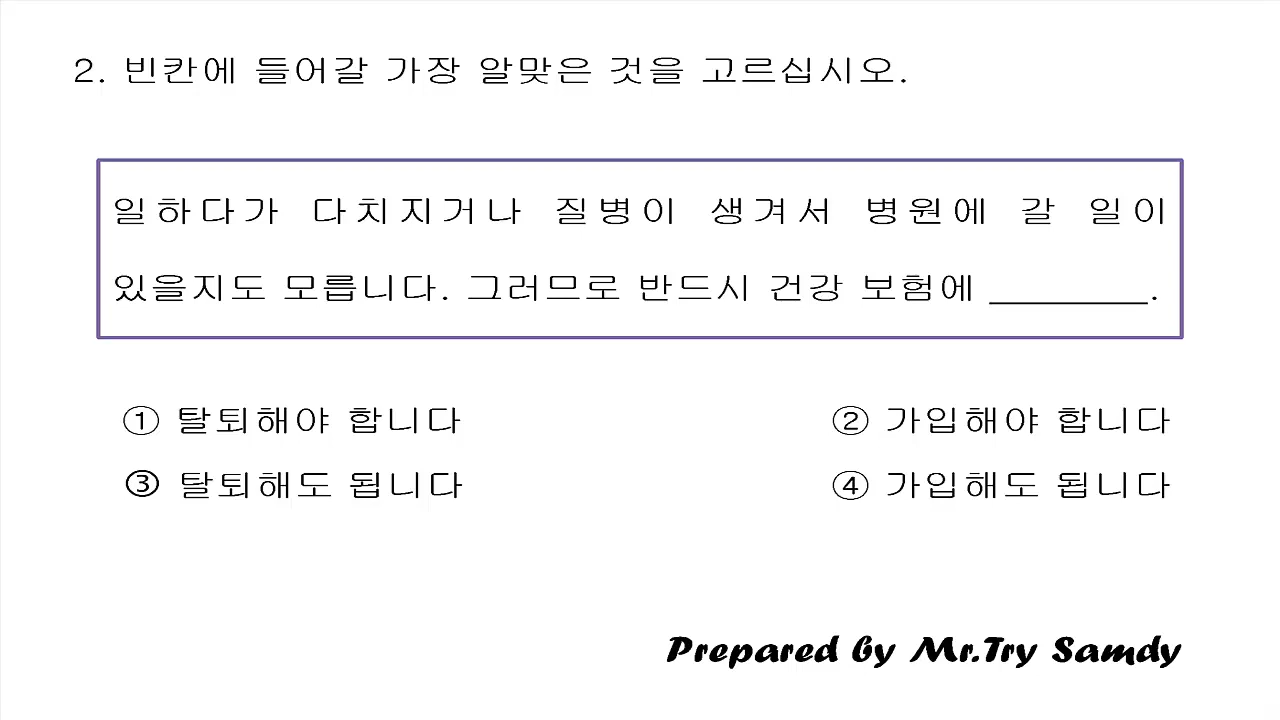 2. 빈칸에 들어갈 가장 알맞은 것을 고르십시오.
일하다가 다치지거나 질병이 생겨서 병원에 갈 일이
있을지도 모릅니다. 그러므로 반드시 건강 보험에 ________.
① 탈퇴해야 합니다 ② 가입해야 합니다
③ 탈퇴해도 됩니다 ④ 가입해도 됩니다
Prepared by Mr.Try Samdy